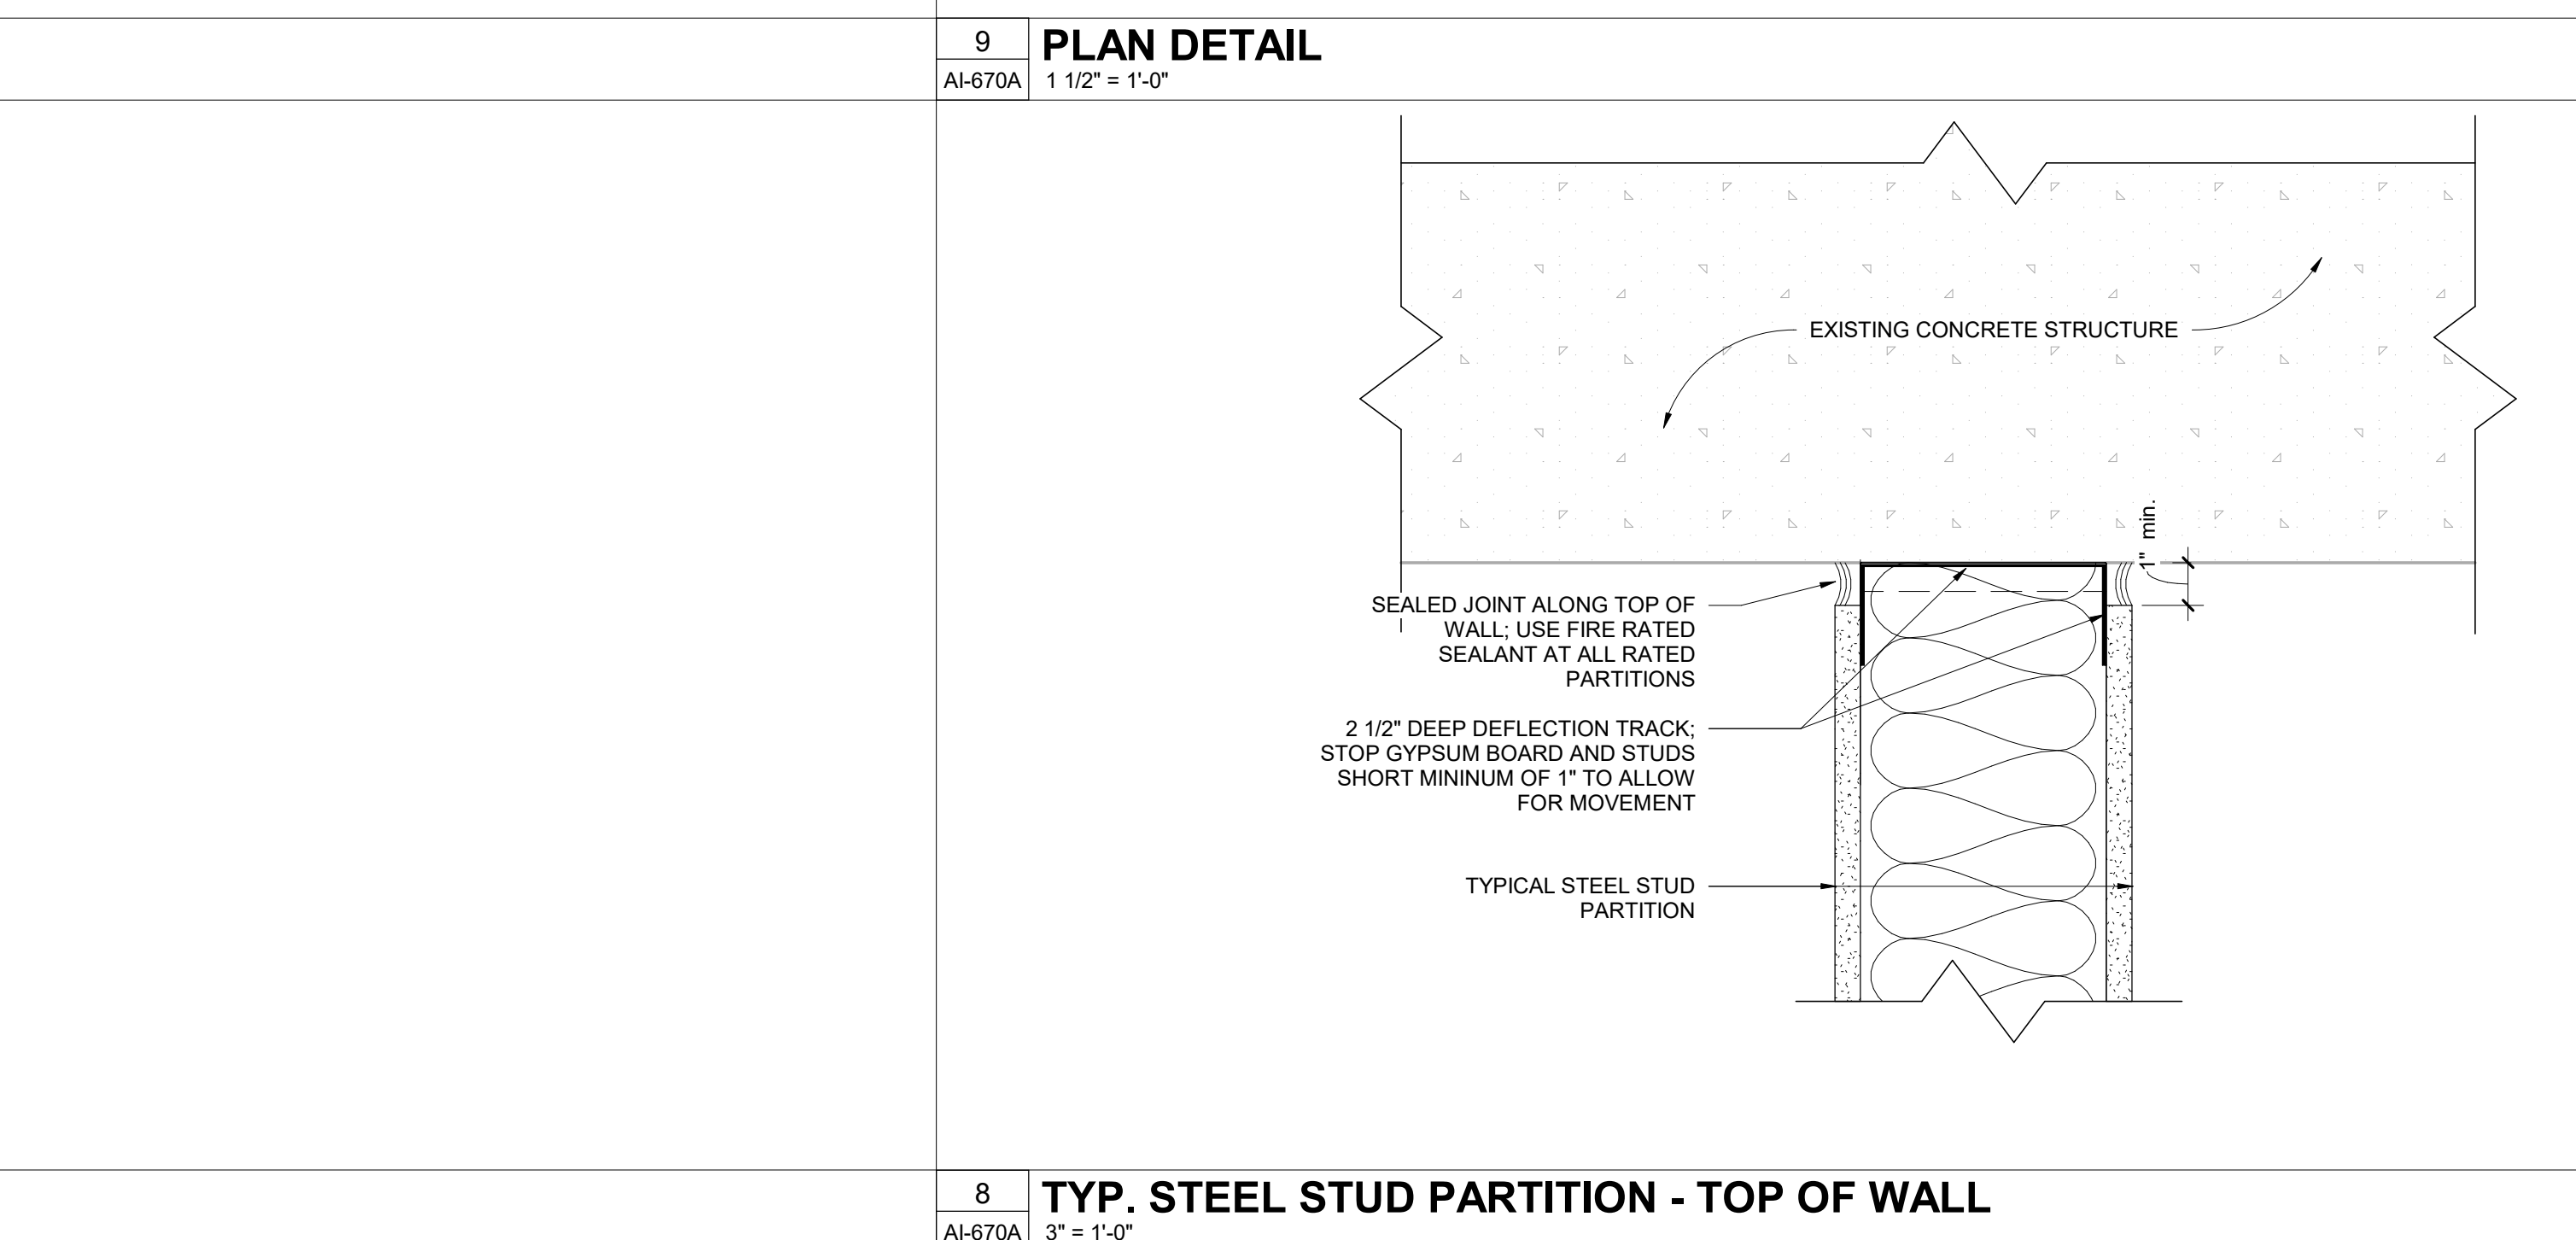 9
PLAN DETAIL
AI-670A
1 1/2" = 1'-0"
EXISTING CONCRETE STRUCTURE
1" min.
SEALED JOINT ALONG TOP OF
WALL; USE FIRE RATED
SEALANT AT ALL RATED
PARTITIONS
2 1/2" DEEP DEFLECTION TRACK;
STOP GYPSUM BOARD AND STUDS
SHORT MININUM OF 1" TO ALLOW
FOR MOVEMENT
TYPICAL STEEL STUD
PARTITION
8
TYP. STEEL STUD PARTITION - TOP OF WALL
AI-670A
3" = 1'-0"